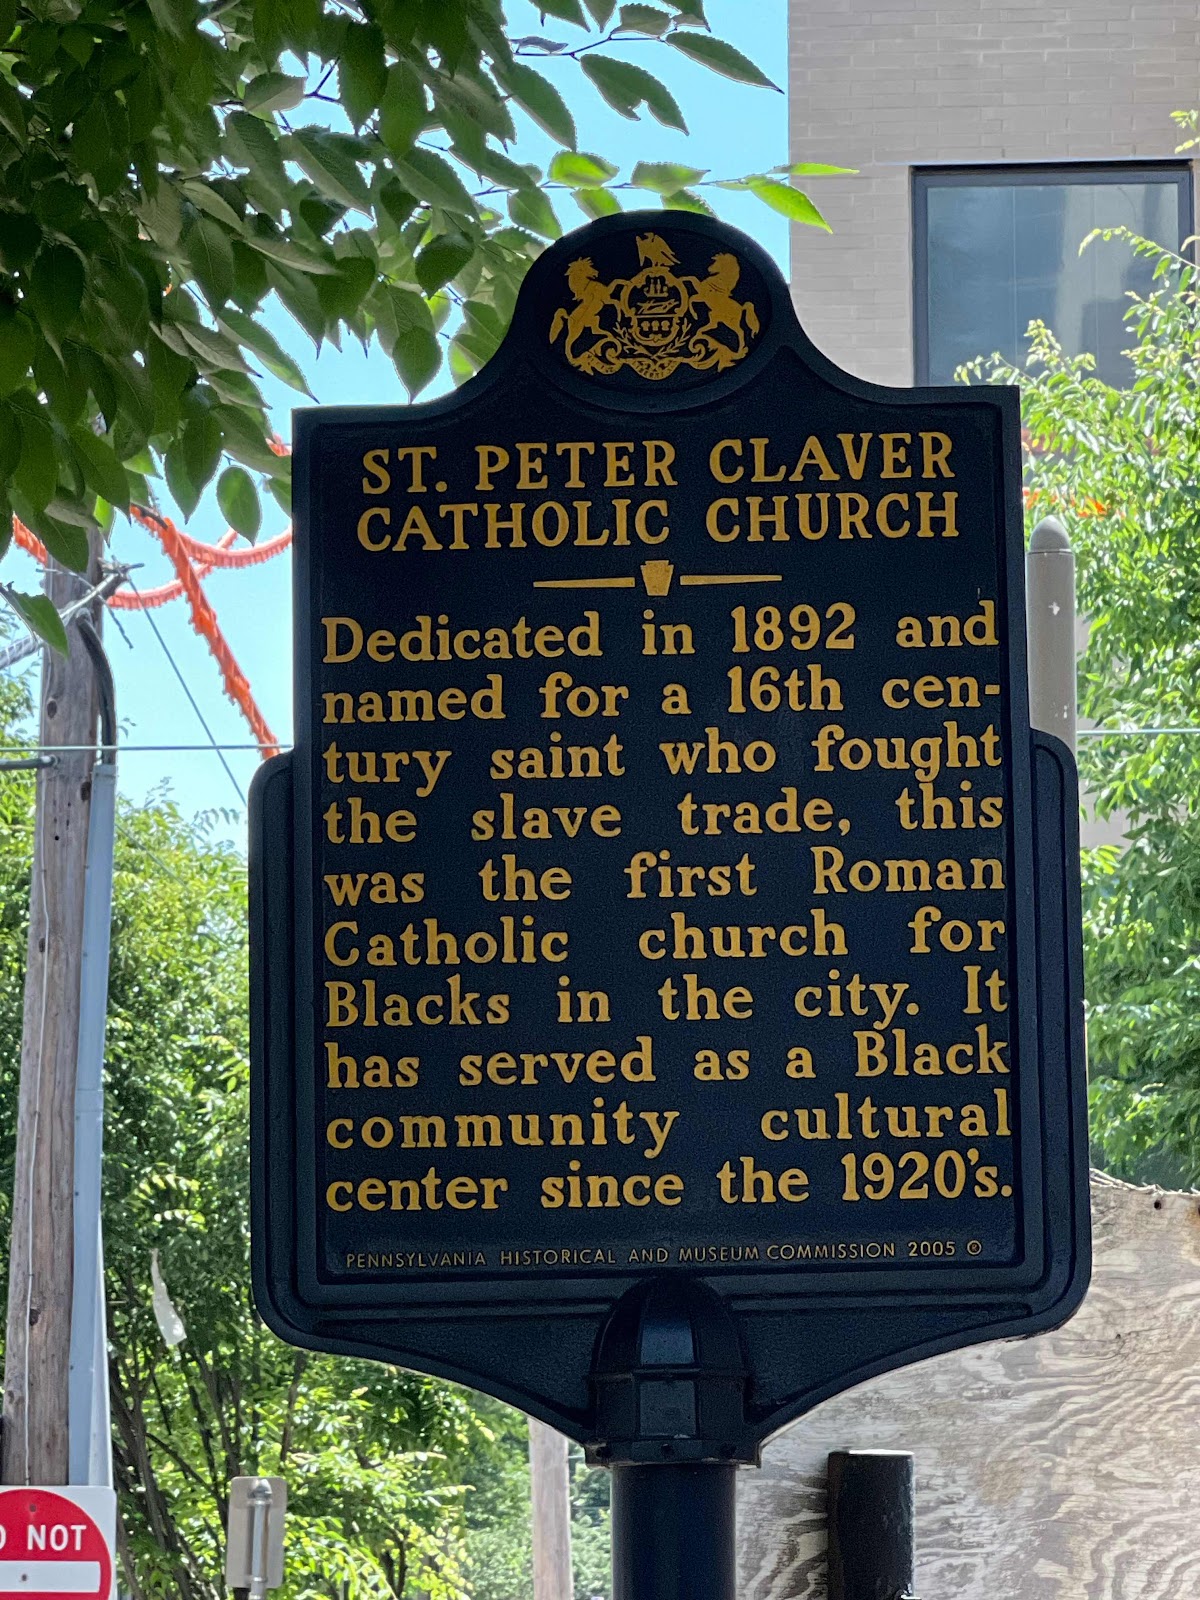 ST. PETER CLAVER
CATHOLIC CHURCH
Dedicated in 1892 and
named for a 16th cen-
tury saint who fought
the slave trade, this
was the first Roman
Catholic church for
Blacks in the city. It
has served as a Black
community cultural
center since the 1920's.
PENNSYLVANIA HISTORICAL AND MUSEUM COMMISSION 2005 ®
NOT